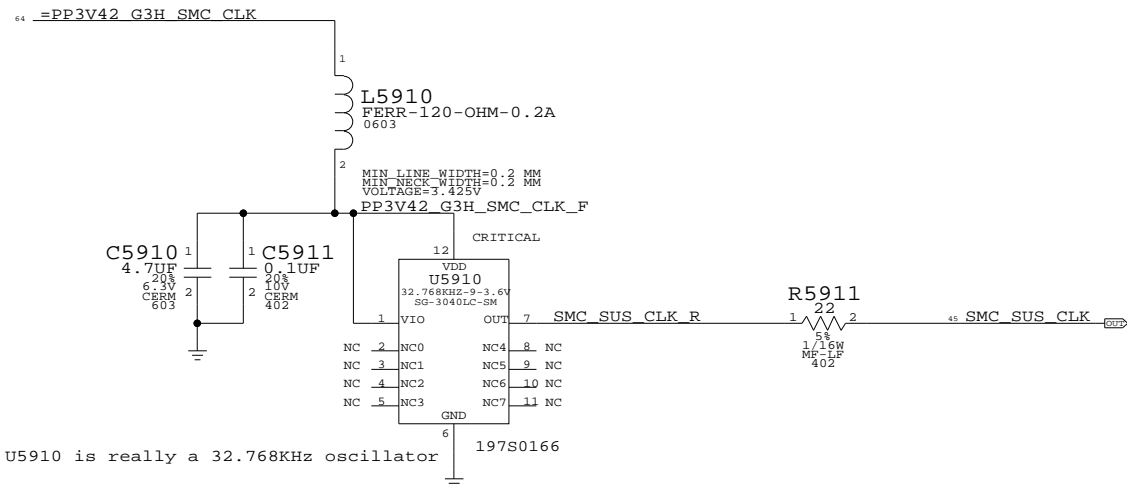 64 =PP3V42_G3H_SMC_CLK
1
L5910
FERR-120-OHM-0.2A
0603
2
MIN_LINE_WIDTH=0.2 MM
MIN_NECK_WIDTH=0.2 MM
VOLTAGE=3.425V
PP3V42_G3H_SMC_CLK_F
CRITICAL
C5910 1
4.7UF
20%
6.3V 2
CERM
603
1 C5911
0.1UF
20%
2 10V
CERM
402
12
VDD
U5910
32.768KHZ-9-3.6V
SG-3040LC-SM
1 VIO
OUT 7 SMC_SUS_CLK_R
R5911
22
1 2
5%
1/16W
MF-LF
402
45 SMC_SUS_CLK OUT
NC 2 NC0 NC4 8 NC
NC 3 NC1 NC5 9 NC
NC 4 NC2 NC6 10 NC
NC 5 NC3 NC7 11 NC
GND
6
197S0166
U5910 is really a 32.768KHz oscillator